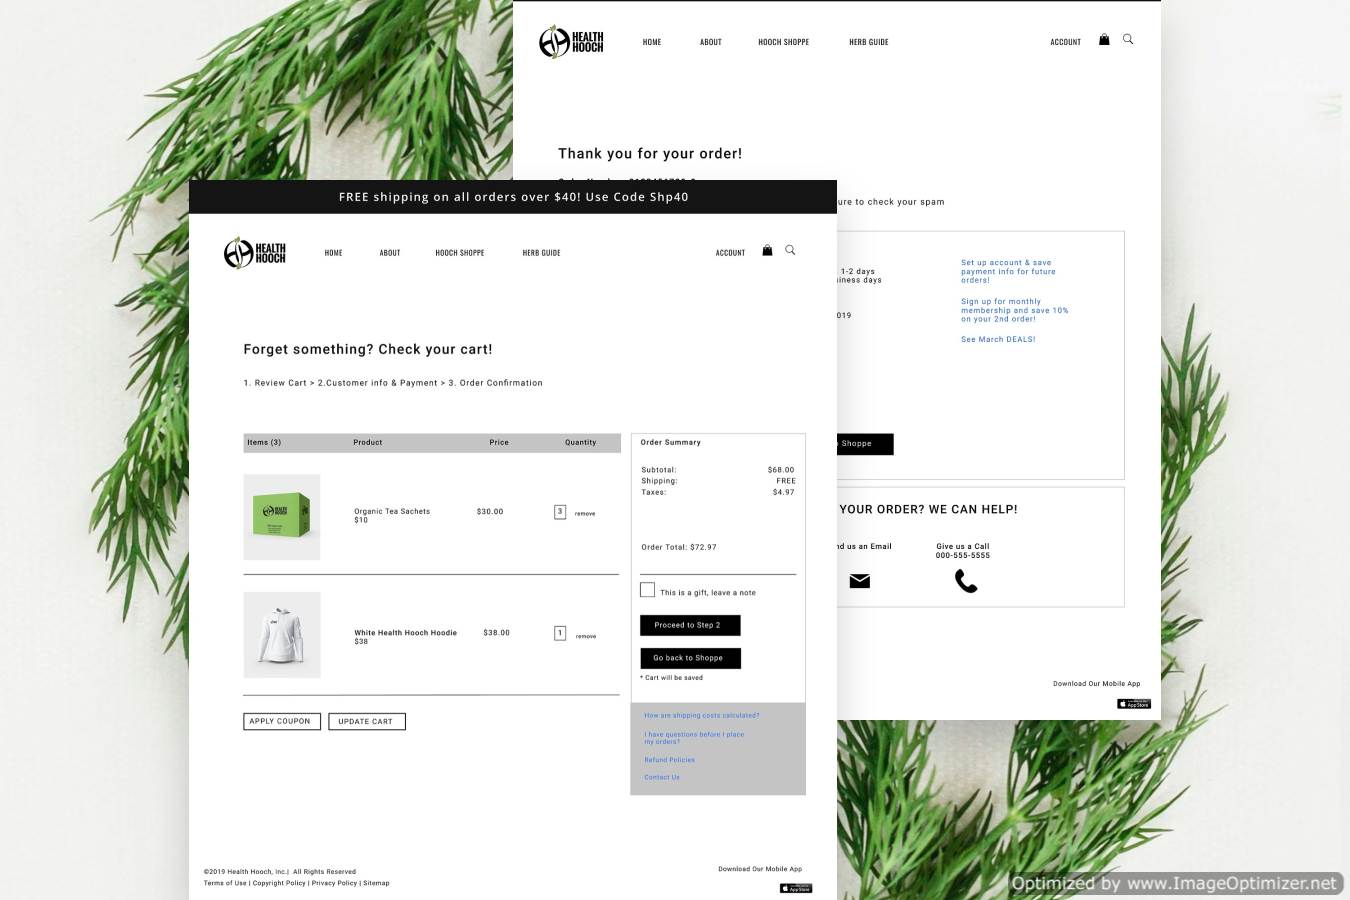 HEALTH
HOOCH
HOME
ABOUT
HOOCH SHOPPE
HERB GUIDE
ACCOUNT
Thank you for your order!
ure to check your spam
1-2 days
iness days
019
Set up account & save
payment info for future
orders!
Sign up for monthly
membership and save 10%
on your 2nd order!
See March DEALS!
Shoppe
YOUR ORDER? WE CAN HELP!
nd us an Email
Give us a Call
000-555-5555
Download Our Mobile App
App Store
FREE shipping on all orders over $40! Use Code Shp40
HEALTH
HOOCH
HOME
ABOUT
HOOCH SHOPPE
HERB GUIDE
ACCOUNT
Forget something? Check your cart!
1. Review Cart > 2.Customer info & Payment > 3. Order Confirmation
Items (3)
Product
Price
Quantity
HEALTH
HOOCH
Organic Tea Sachets
$10
$30.00
3
remove
White Health Hooch Hoodie
$38
$38.00
1
remove
APPLY COUPON
UPDATE CART
Order Summary
Subtotal: $68.00
Shipping: FREE
Taxes: $4.97
Order Total: $72.97
This is a gift, leave a note
Proceed to Step 2
Go back to Shoppe
* Cart will be saved
How are shipping costs calculated?
I have questions before I place
my orders?
Refund Policies
Contact Us
©2019 Health Hooch, Inc.| All Rights Reserved
Terms of Use | Copyright Policy | Privacy Policy | Sitemap
Download Our Mobile App
App Store
Optimized by www.ImageOptimizer.net